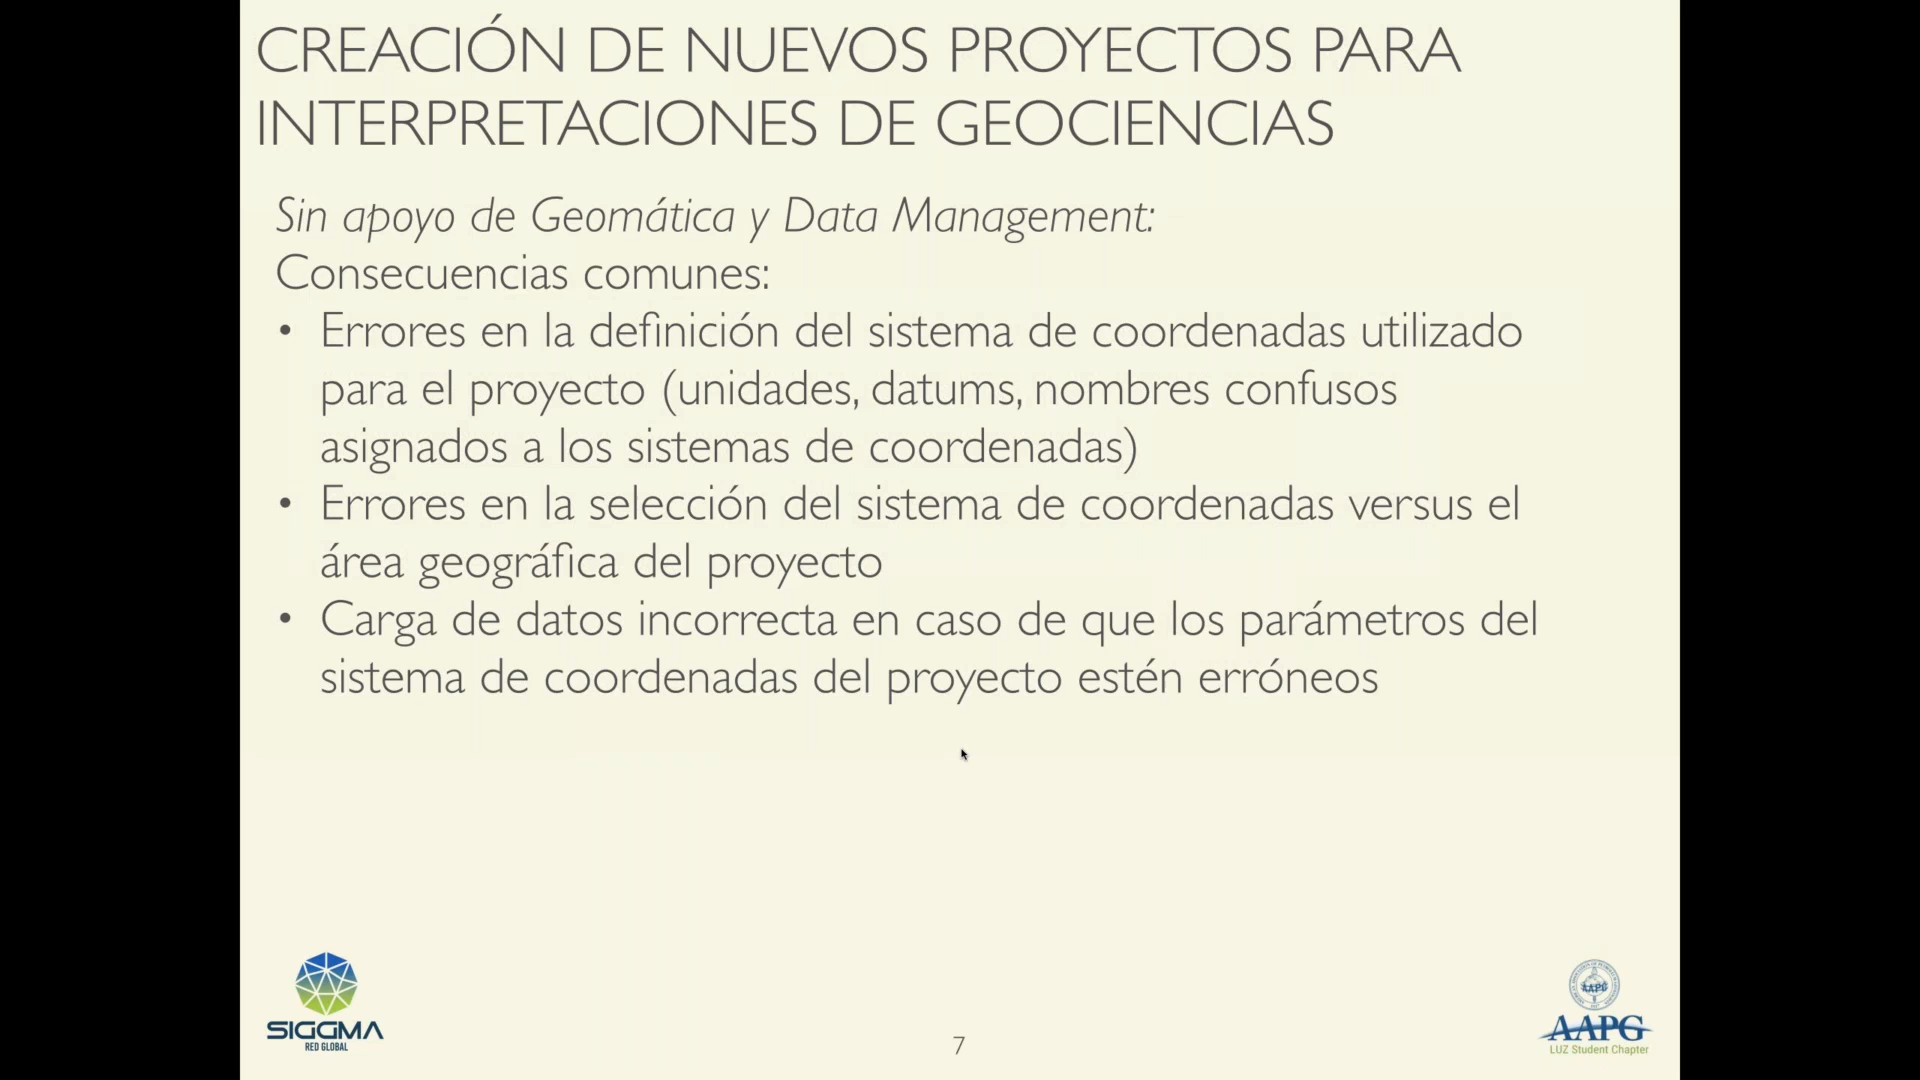 CREACIÓN DE NUEVOS PROYECTOS PARA
INTERPRETACIONES DE GEOCIENCIAS
Sin apoyo de Geomática y Data Management:
Consecuencias comunes:
• Errores en la definición del sistema de coordenadas utilizado
para el proyecto (unidades, datums, nombres confusos
asignados a los sistemas de coordenadas)
• Errores en la selección del sistema de coordenadas versus el
área geográfica del proyecto
• Carga de datos incorrecta en caso de que los parámetros del
sistema de coordenadas del proyecto estén erróneos
SIGGMA
RED GLOBAL
7
AAPG
AAPG
LUZ Student Chapter